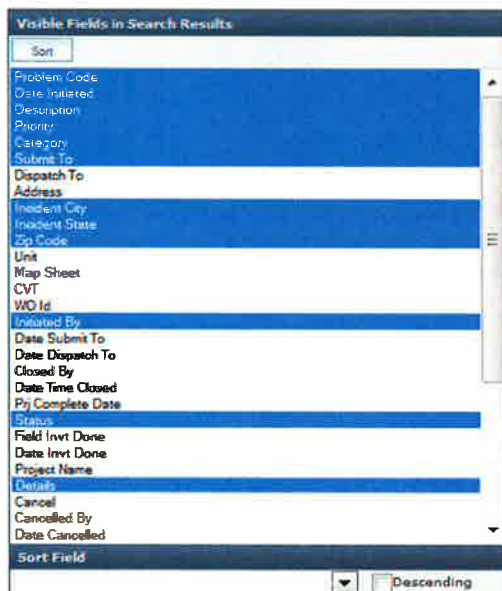 Visible Fields in Search Results
Sort
Problem Code
Date Initiated
Description
Priority
Category
Submit To
Dispatch To
Address
Incident City
Incident State
Zip Code
Unit
Map Sheet
CVT
WO Id
Initiated By
Date Submit To
Date Dispatch To
Closed By
Date Time Closed
Prj Complete Date
Status
Field Invt Done
Date Invt Done
Project Name
Details
Cancel
Cancelled By
Date Cancelled
Sort Field
Descending